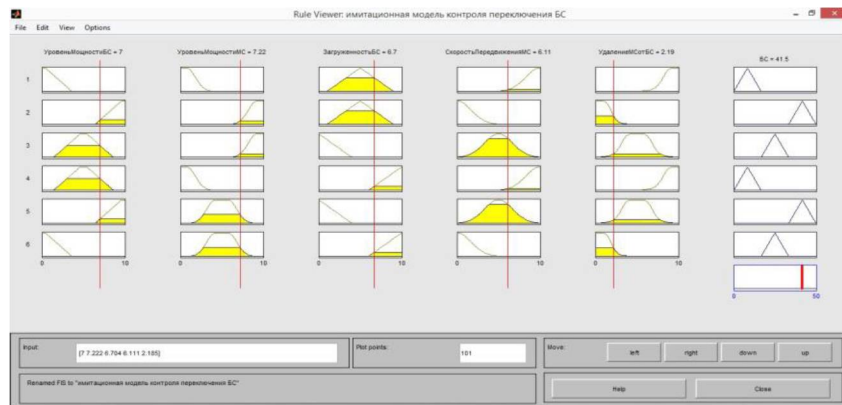 Rule Viewer: имитационная модель контроля переключения БС
File Edit View Options
УровеньМощностиБС = 7 УровеньМощностиМС = 7.22 ЗагруженностьБС = 6.7 СкоростьПередвиженияМС = 6.11 УдалениеМСотБС = 2.19 БС = 41.5
1
2
3
4
5
6
0 10 0 10 0 10 0 10 0 10
0 50
Input: [7 7.222 6.704 6.111 2.185] Plot points: 101 Move: left right down up
Renamed FIS to "имитационная модель контроля переключения БС" Help Close